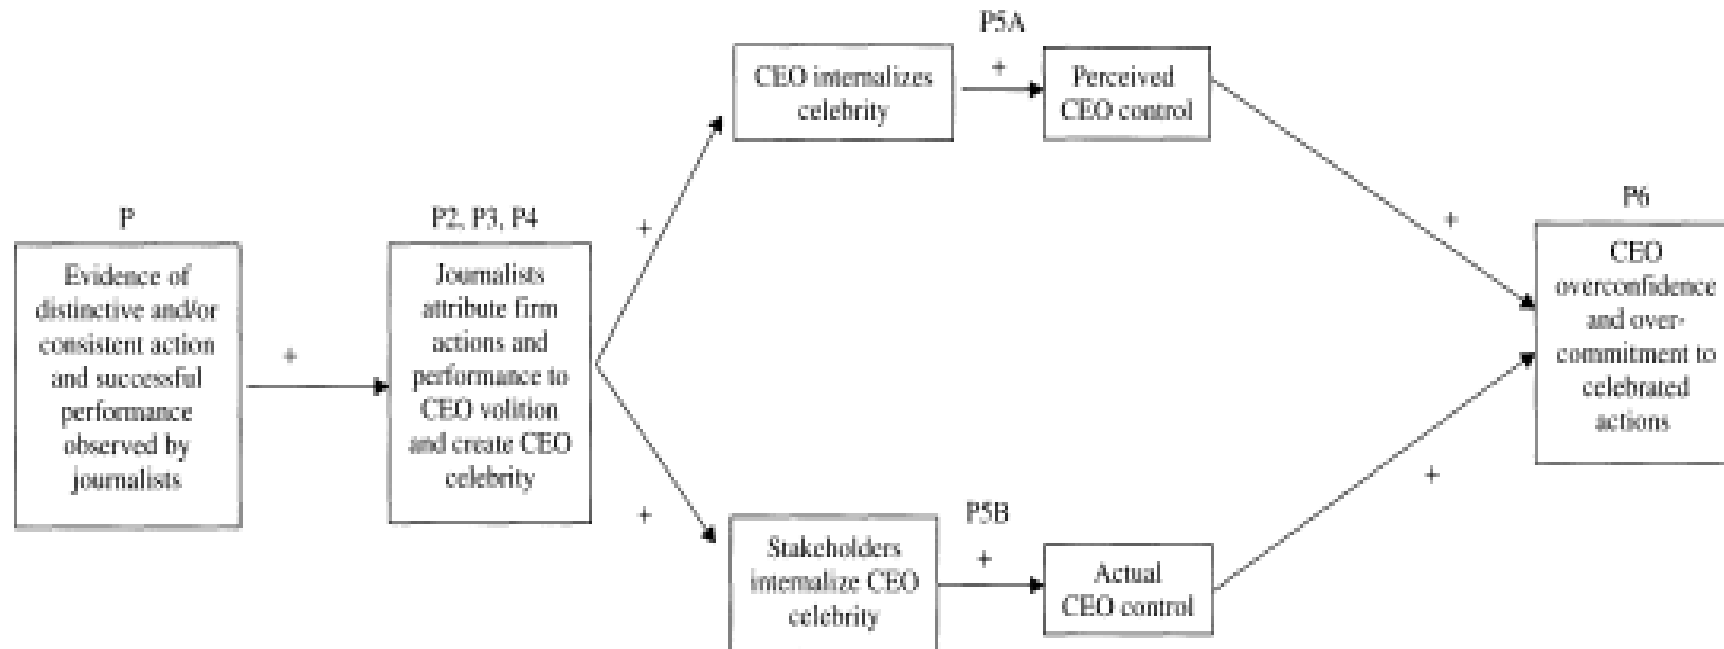 P
Evidence of
distinctive and/or
consistent action
and successful
performance
observed by
journalists
+
P2, P3, P4
Journalists
attribute firm
actions and
performance to
CEO volition
and create CEO
celebrity
+
+
CEO internalizes
celebrity
P5A
+
Perceived
CEO control
Stakeholders
internalize CEO
celebrity
P5B
+
Actual
CEO control
+
+
P6
CEO
overconfidence
and over-
commitment to
celebrated
actions